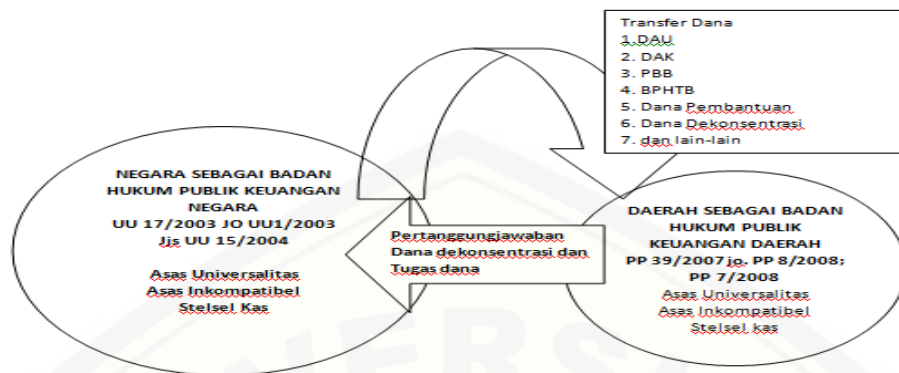 Transfer Dana
1.DAU
2. DAK
3. PBB
4. BPHTB
5. Dana Pembantuan
6. Dana Dekonsentrasi
7. dan lain-lain
NEGARA SEBAGAI BADAN
HUKUM PUBLIK KEUANGAN
NEGARA
UU 17/2003 JO UU1/2003
Jjs UU 15/2004
Asas Universalitas
Asas Inkompatibel
Stelsel Kas
Pertanggungjawaban
Dana dekonsentrasi dan
Tugas dana
DAERAH SEBAGAI BADAN
HUKUM PUBLIK
KEUANGAN DAERAH
PP 39/2007 jo. PP 8/2008;
PP 7/2008
Asas Universalitas
Asas Inkompatibel
Stelsel kas